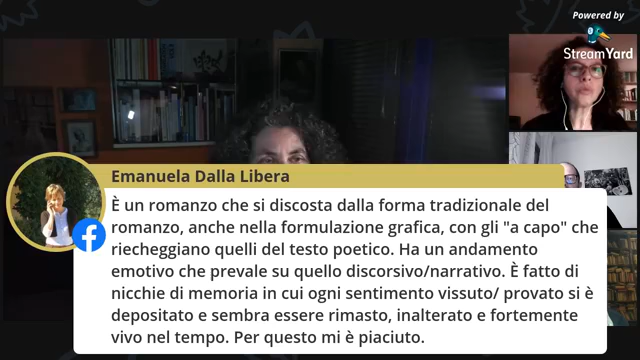 Powered by
StreamYard
Emanuela Dalla Libera
È un romanzo che si discosta dalla forma tradizionale del
romanzo, anche nella formulazione grafica, con gli "a capo" che
riecheggiano quelli del testo poetico. Ha un andamento
emotivo che prevale su quello discorsivo/narrativo. È fatto di
nicchie di memoria in cui ogni sentimento vissuto/ provato si è
depositato e sembra essere rimasto, inalterato e fortemente
vivo nel tempo. Per questo mi è piaciuto.